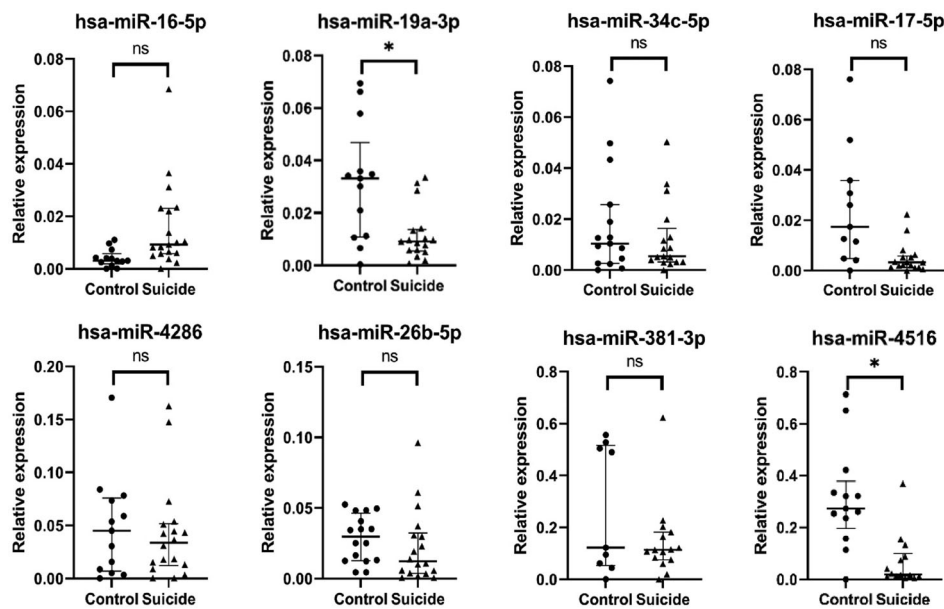 hsa-miR-16-5p
ns
Relative expression
0.08
0.06
0.04
0.02
0.00
Control Suicide
hsa-miR-19a-3p
*
Relative expression
0.08
0.06
0.04
0.02
0.00
Control Suicide
hsa-miR-34c-5p
ns
Relative expression
0.08
0.06
0.04
0.02
0.00
Control Suicide
hsa-miR-17-5p
ns
Relative expression
0.08
0.06
0.04
0.02
0.00
Control Suicide
hsa-miR-4286
ns
Relative expression
0.20
0.15
0.10
0.05
0.00
Control Suicide
hsa-miR-26b-5p
ns
Relative expression
0.15
0.10
0.05
0.00
Control Suicide
hsa-miR-381-3p
ns
Relative expression
0.8
0.6
0.4
0.2
0.0
Control Suicide
hsa-miR-4516
*
Relative expression
0.8
0.6
0.4
0.2
0.0
Control Suicide